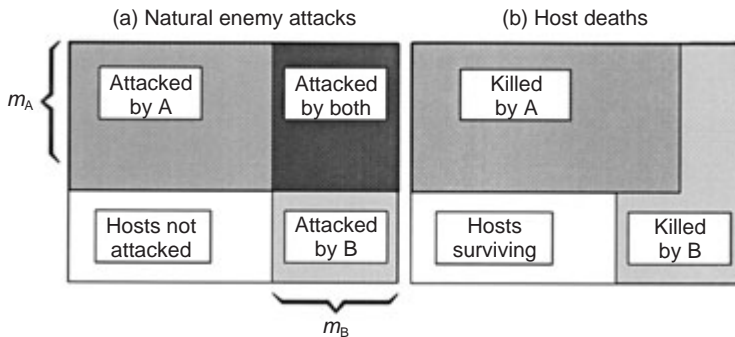 (a) Natural enemy attacks
(b) Host deaths
mA
Attacked
by A
Attacked
by both
Killed
by A
Hosts not
attacked
Attacked
by B
Hosts
surviving
Killed
by B
mB